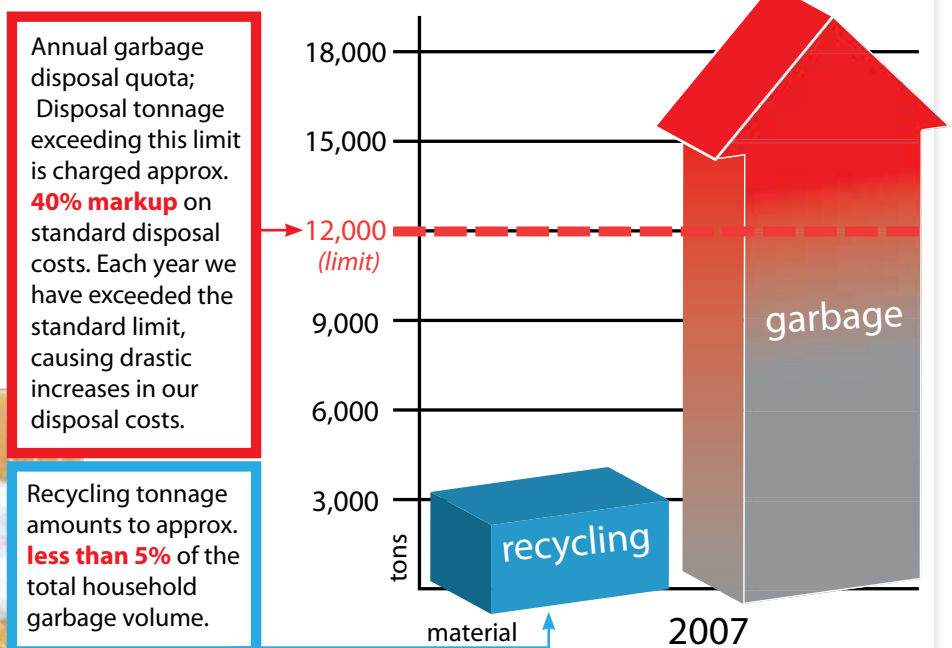 Annual garbage
disposal quota;
Disposal tonnage
exceeding this limit
is charged approx.
40% markup on
standard disposal
costs. Each year we
have exceeded the
standard limit,
causing drastic
increases in our
disposal costs.
Recycling tonnage
amounts to approx.
less than 5% of the
total household
garbage volume.
18,000
15,000
12,000
(limit)
9,000
6,000
3,000
tons
garbage
recycling
material
2007